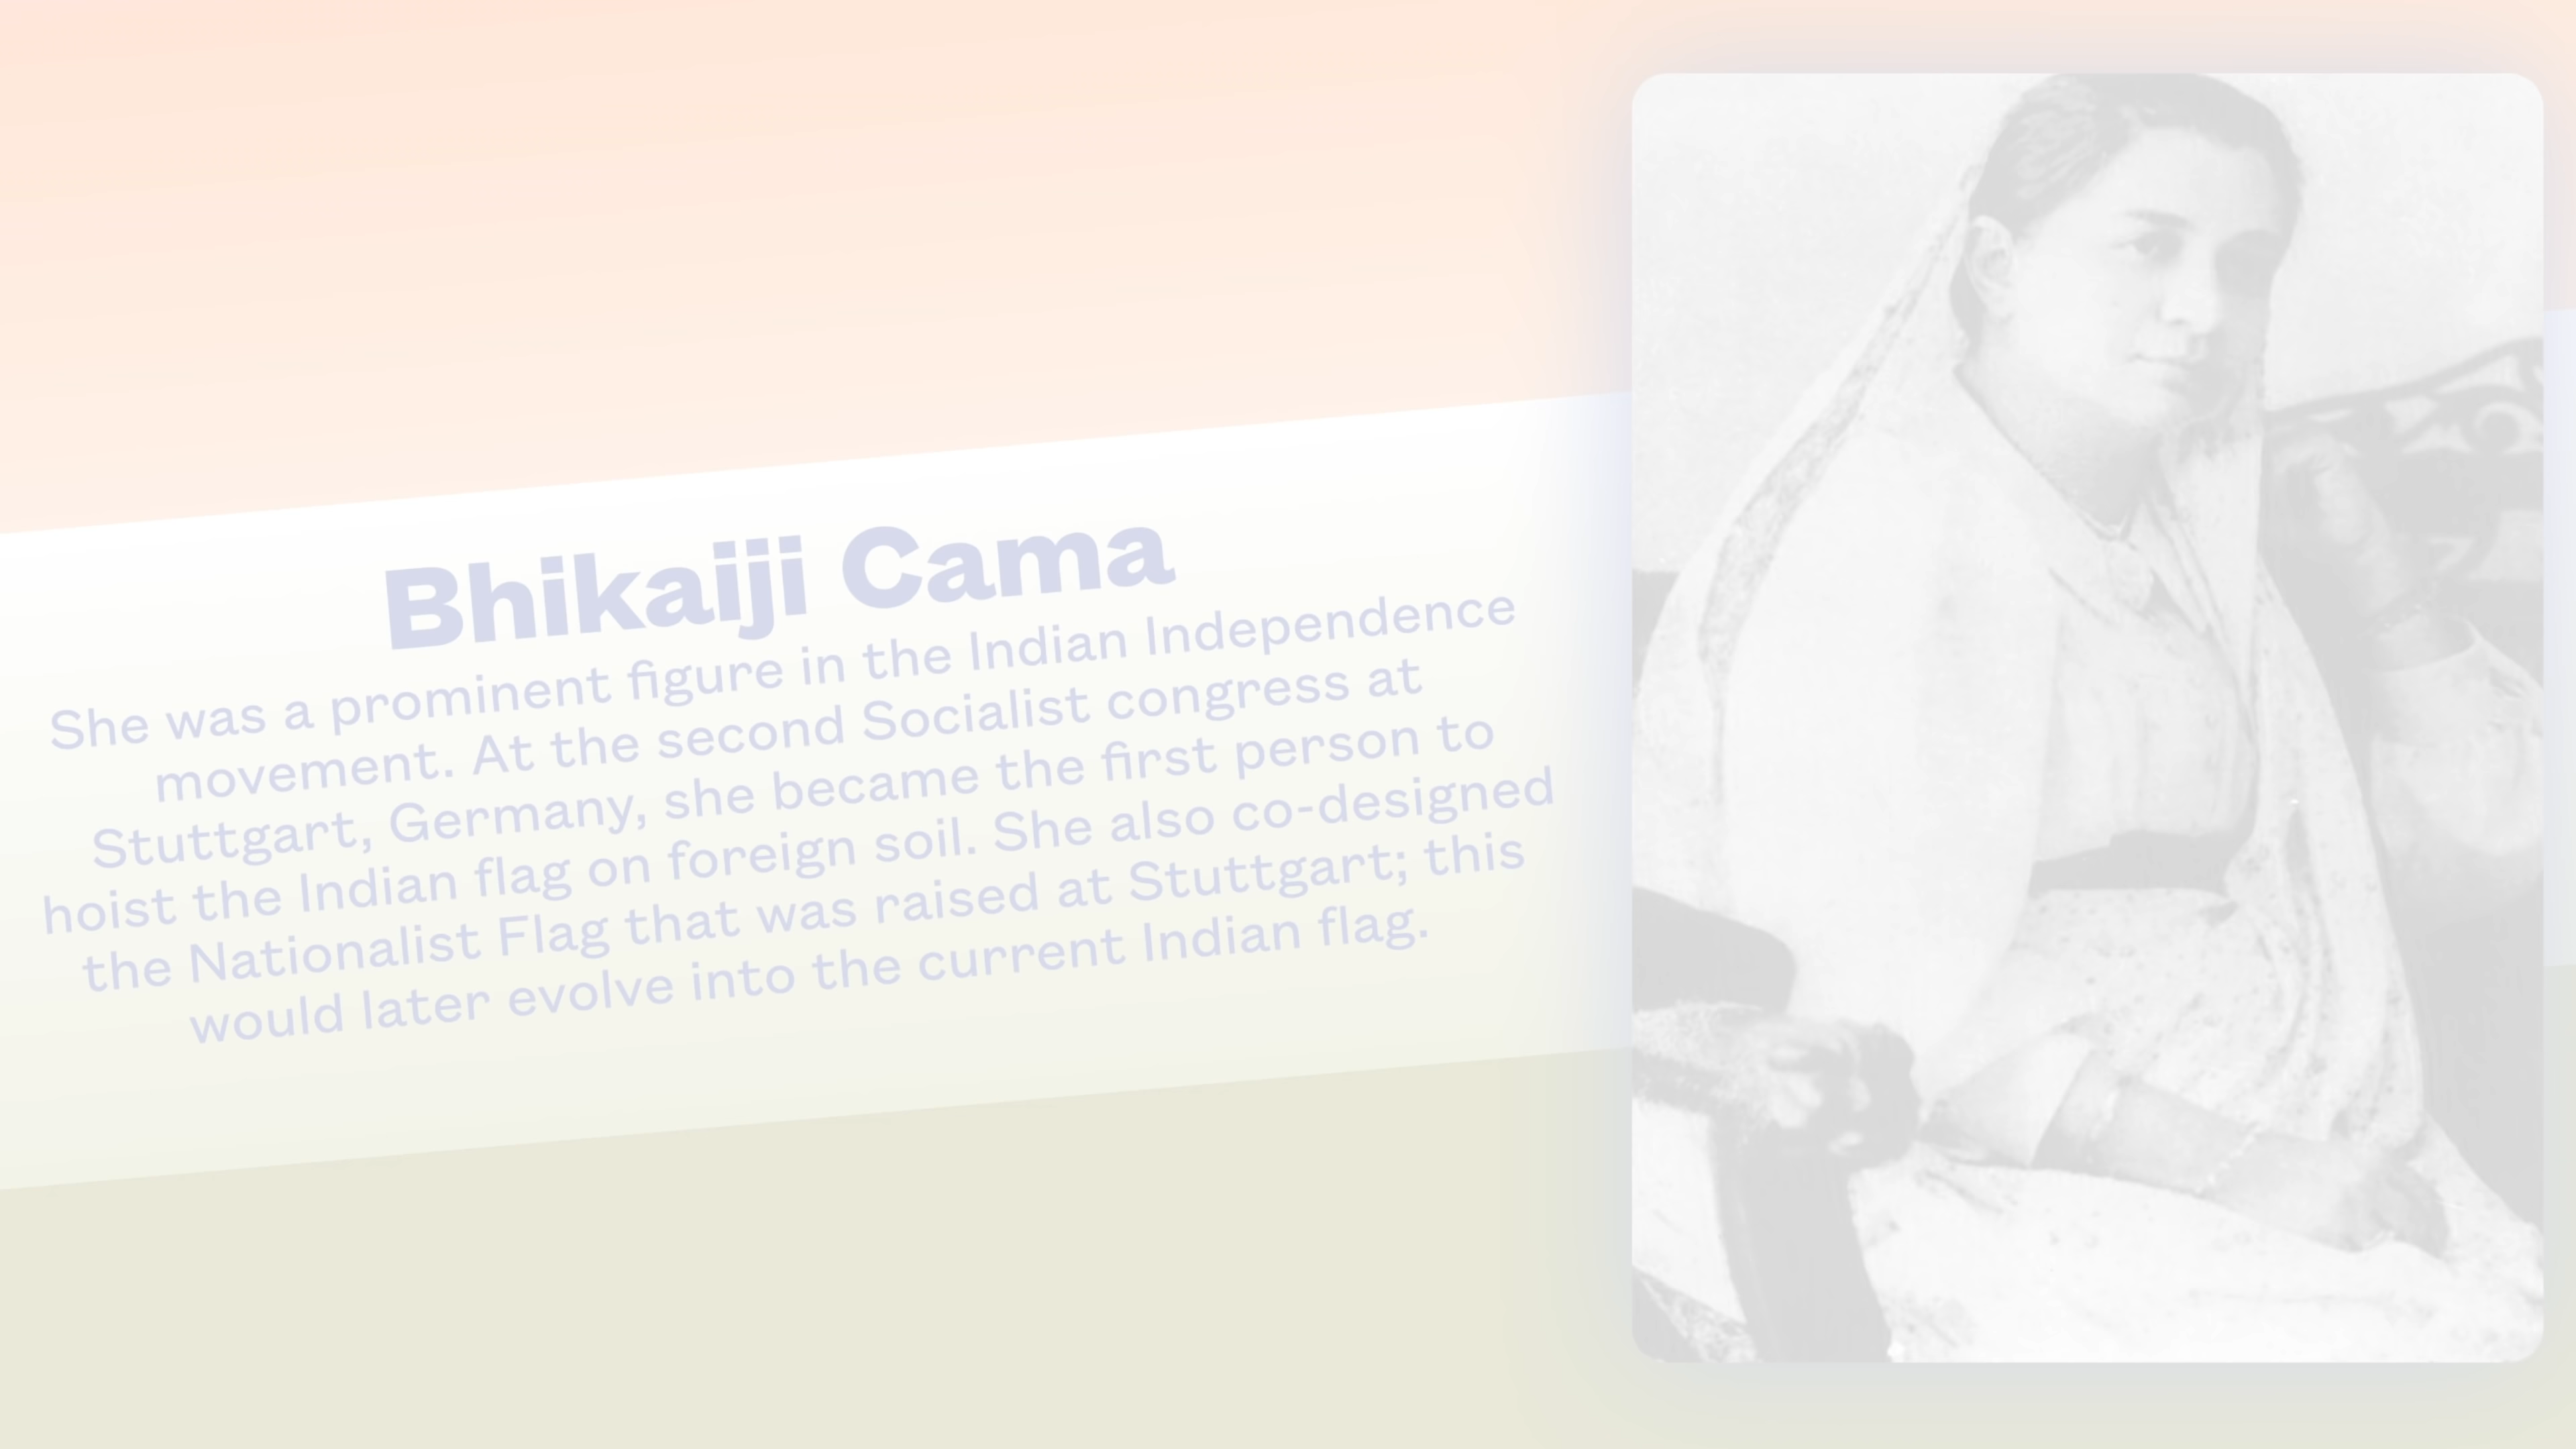 Bhikaiji Cama
She was a prominent figure in the Indian Independence
movement. At the second Socialist congress at
Stuttgart, Germany, she became the first person to
hoist the Indian flag on foreign soil. She also co-designed
the Nationalist Flag that was raised at Stuttgart; this
would later evolve into the current Indian flag.